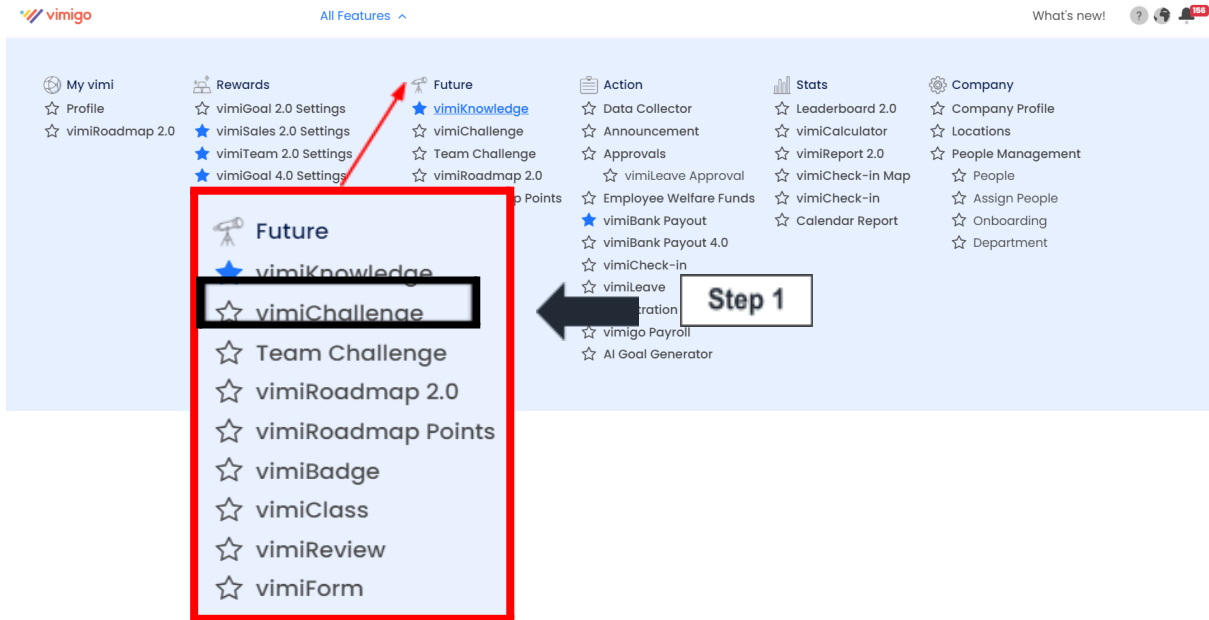 vimigo
All Features
What's new!
156
My vimi
Profile
vimiRoadmap 2.0
Rewards
vimiGoal 2.0 Settings
vimiSales 2.0 Settings
vimiTeam 2.0 Settings
vimiGoal 4.0 Settings
Future
vimiKnowledge
vimiChallenge
Team Challenge
vimiRoadmap 2.0
p Points
Action
Data Collector
Announcement
Approvals
vimiLeave Approval
Employee Welfare Funds
vimiBank Payout
vimiBank Payout 4.0
vimiCheck-in
vimiLeave
tration
vimigo Payroll
AI Goal Generator
Stats
Leaderboard 2.0
vimiCalculator
vimiReport 2.0
vimiCheck-in Map
vimiCheck-in
Calendar Report
Company
Company Profile
Locations
People Management
People
Assign People
Onboarding
Department
Future
vimiKnowledge
vimiChallenge
Team Challenge
vimiRoadmap 2.0
vimiRoadmap Points
vimiBadge
vimiClass
vimiReview
vimiForm
Step 1